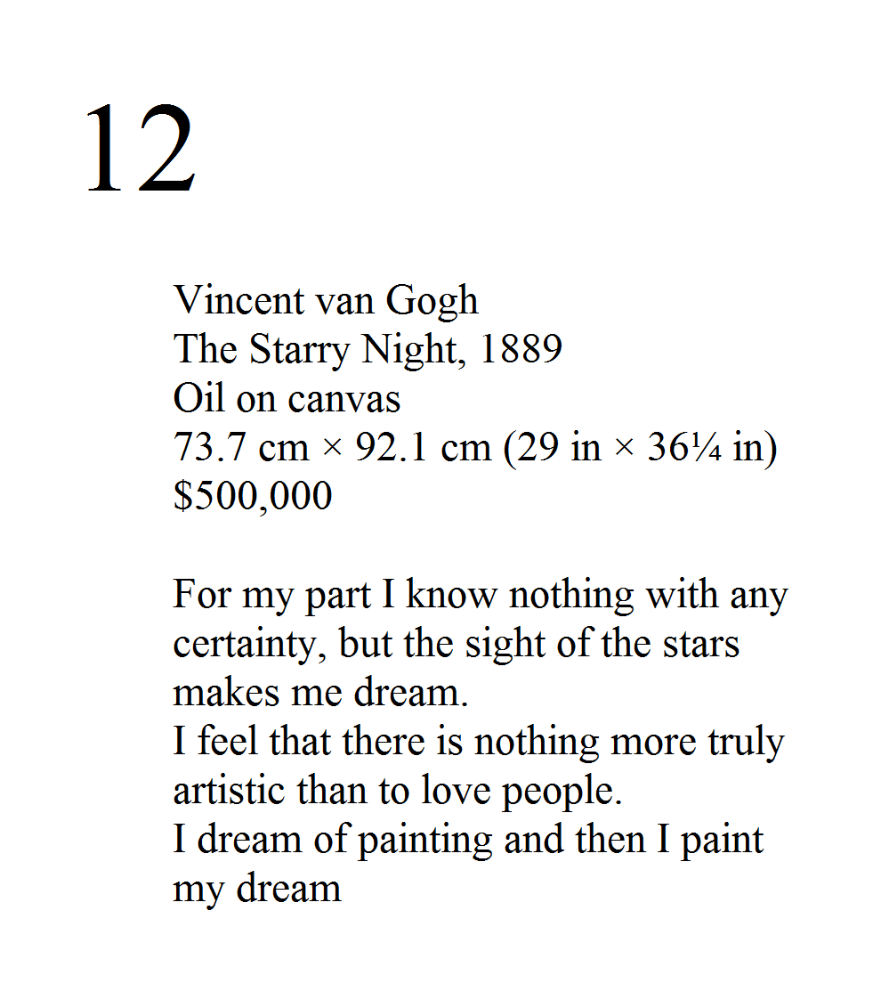 12
Vincent van Gogh
The Starry Night, 1889
Oil on canvas
73.7 cm × 92.1 cm (29 in × 36¼ in)
$500,000
For my part I know nothing with any
certainty, but the sight of the stars
makes me dream.
I feel that there is nothing more truly
artistic than to love people.
I dream of painting and then I paint
my dream